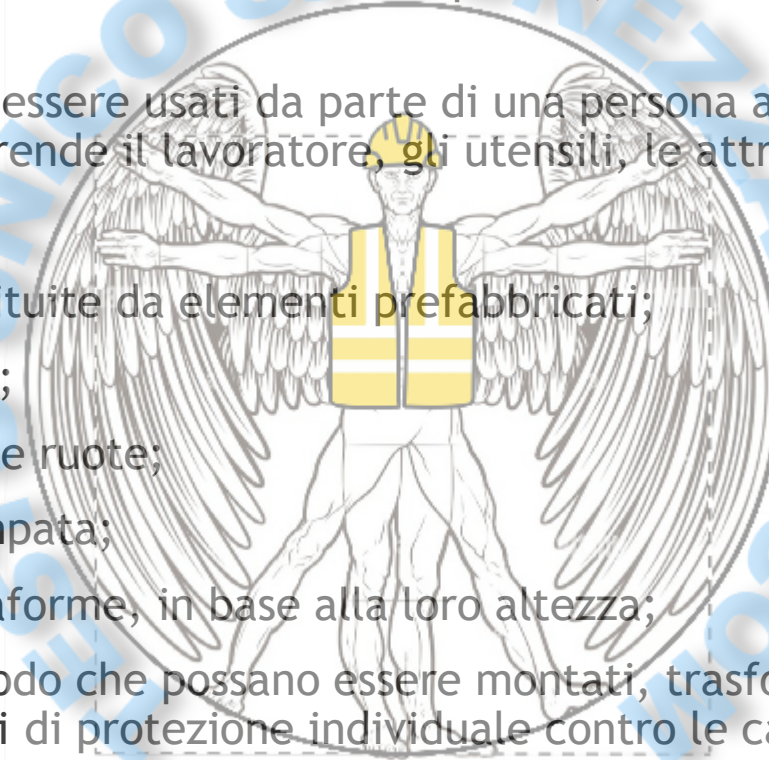 essere usati da parte di una persona a
rende il lavoratore, gli utensili, le attr
ituite da elementi prefabbricati;
;
e ruote;
pata;
aforme, in base alla loro altezza;
odo che possano essere montati, trasfo
i di protezione individuale contro le ca